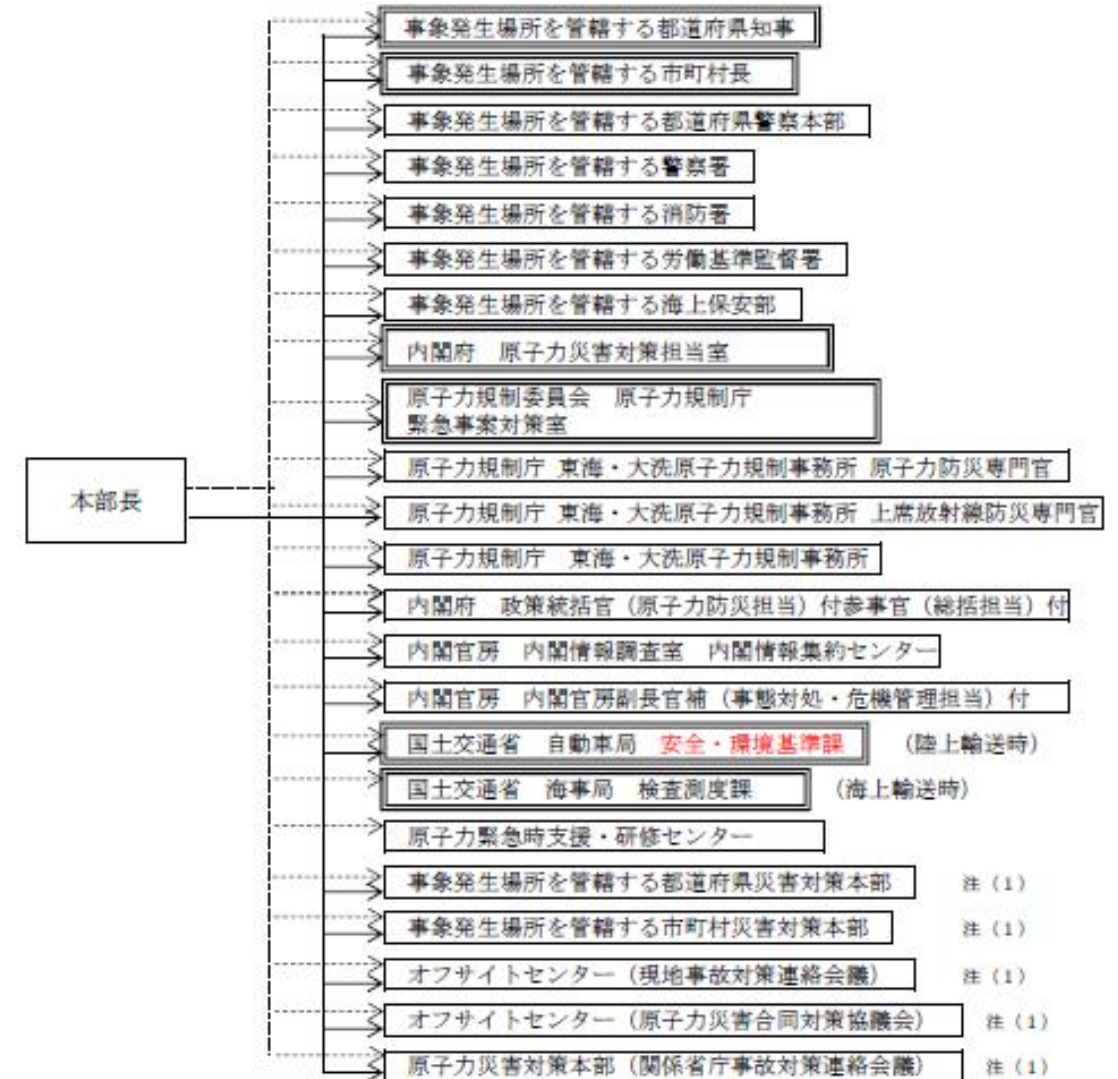 事象発生場所を管轄する都道府県知事
事象発生場所を管轄する市町村長
事象発生場所を管轄する都道府県警察本部
事象発生場所を管轄する警察署
事象発生場所を管轄する消防署
事象発生場所を管轄する労働基準監督署
事象発生場所を管轄する海上保安部
内閣府　原子力災害対策担当室
原子力規制委員会　原子力規制庁
緊急事案対策室
原子力規制庁 東海・大洗原子力規制事務所 原子力防災専門官
本部長
原子力規制庁 東海・大洗原子力規制事務所 上席放射線防災専門官
原子力規制庁　東海・大洗原子力規制事務所
内閣府　政策統括官（原子力防災担当）付参事官（総括担当）付
内閣官房　内閣情報調査室　内閣情報集約センター
内閣官房　内閣官房副長官補（事態対処・危機管理担当）付
国土交通省　自動車局　安全・環境基準課　（陸上輸送時）
国土交通省　海事局　検査測度課　（海上輸送時）
原子力緊急時支援・研修センター
事象発生場所を管轄する都道府県災害対策本部　注（1）
事象発生場所を管轄する市町村災害対策本部　注（1）
オフサイトセンター（現地事故対策連絡会議）　注（1）
オフサイトセンター（原子力災害合同対策協議会）　注（1）
原子力災害対策本部（関係省庁事故対策連絡会議）　注（1）